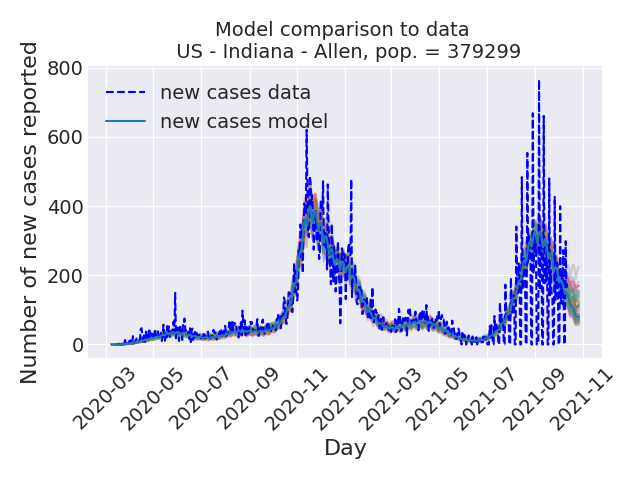 Model comparison to data
US - Indiana - Allen, pop. = 379299
Number of new cases reported
800
600
400
200
0
new cases data
new cases model
2020-03
2020-05
2020-07
2020-09
2020-11
2021-01
2021-03
2021-05
2021-07
2021-09
2021-11
Day